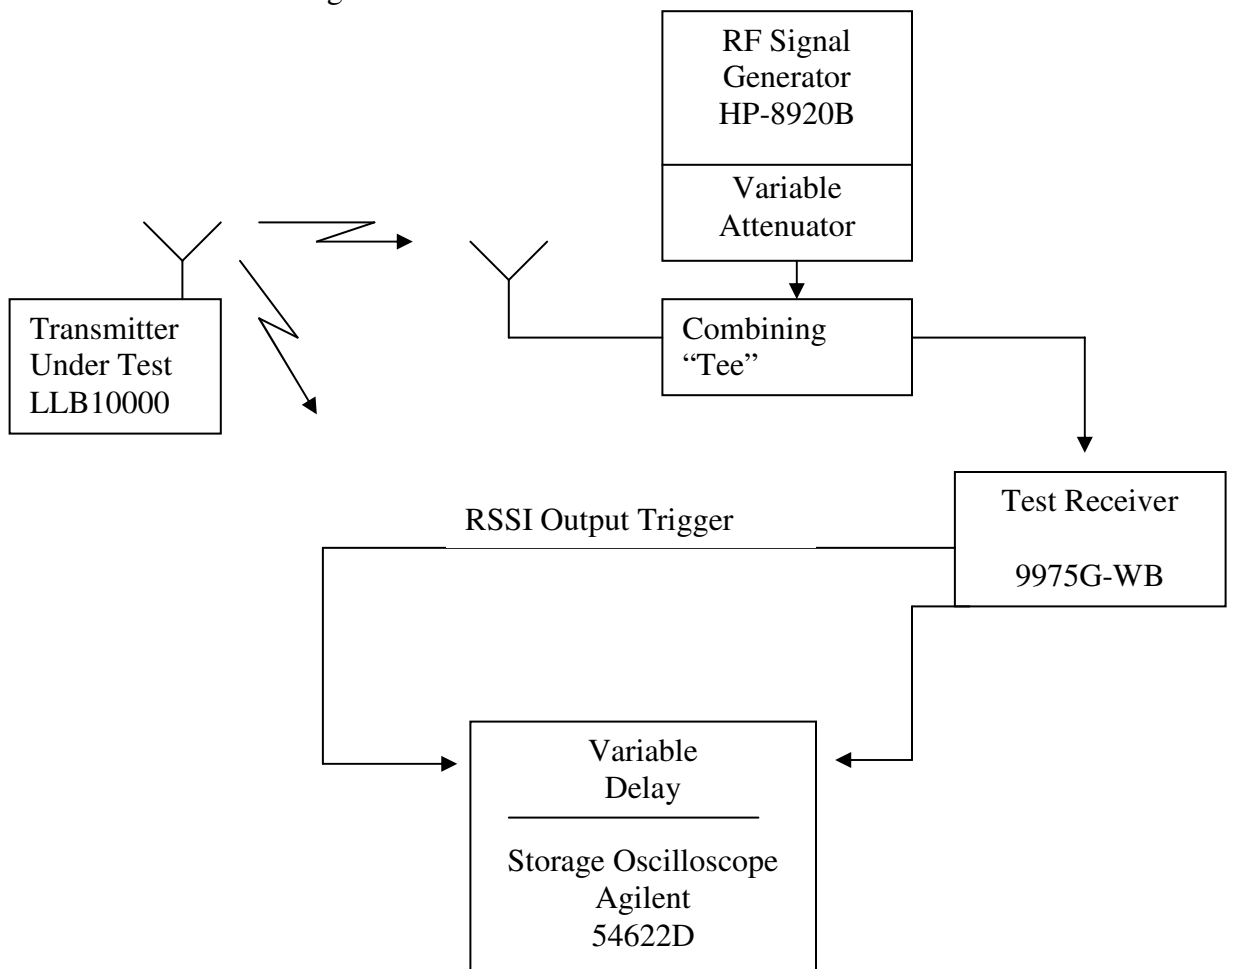 RF Signal
Generator
HP-8920B
Variable
Attenuator
Transmitter
Under Test
LLB10000
Combining
“Tee”
Test Receiver
9975G-WB
RSSI Output Trigger
Variable
Delay
Storage Oscilloscope
Agilent
54622D